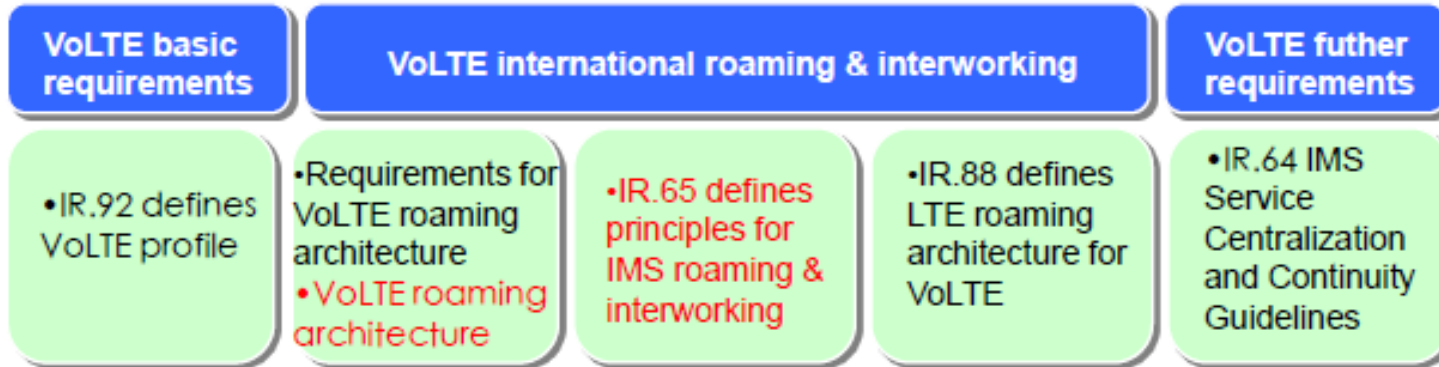 VoLTE basic
requirements
VoLTE international roaming & interworking
VoLTE futher
requirements
•IR.92 defines
VoLTE profile
•Requirements for
VoLTE roaming
architecture
•VoLTE roaming
architecture
•IR.65 defines
principles for
IMS roaming &
interworking
•IR.88 defines
LTE roaming
architecture for
VoLTE
•IR.64 IMS
Service
Centralization
and Continuity
Guidelines